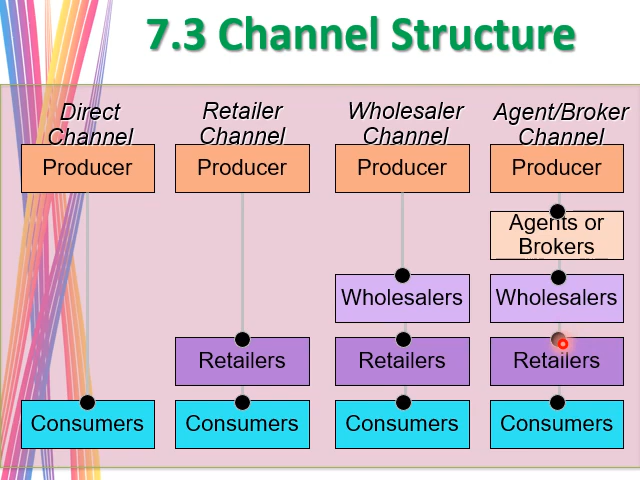 7.3 Channel Structure
Direct
Channel
Retailer
Channel
Wholesaler
Channel
Agent/Broker
Channel
Producer
Producer
Producer
Producer
Agents or
Brokers
Wholesalers
Wholesalers
Retailers
Retailers
Retailers
Consumers
Consumers
Consumers
Consumers